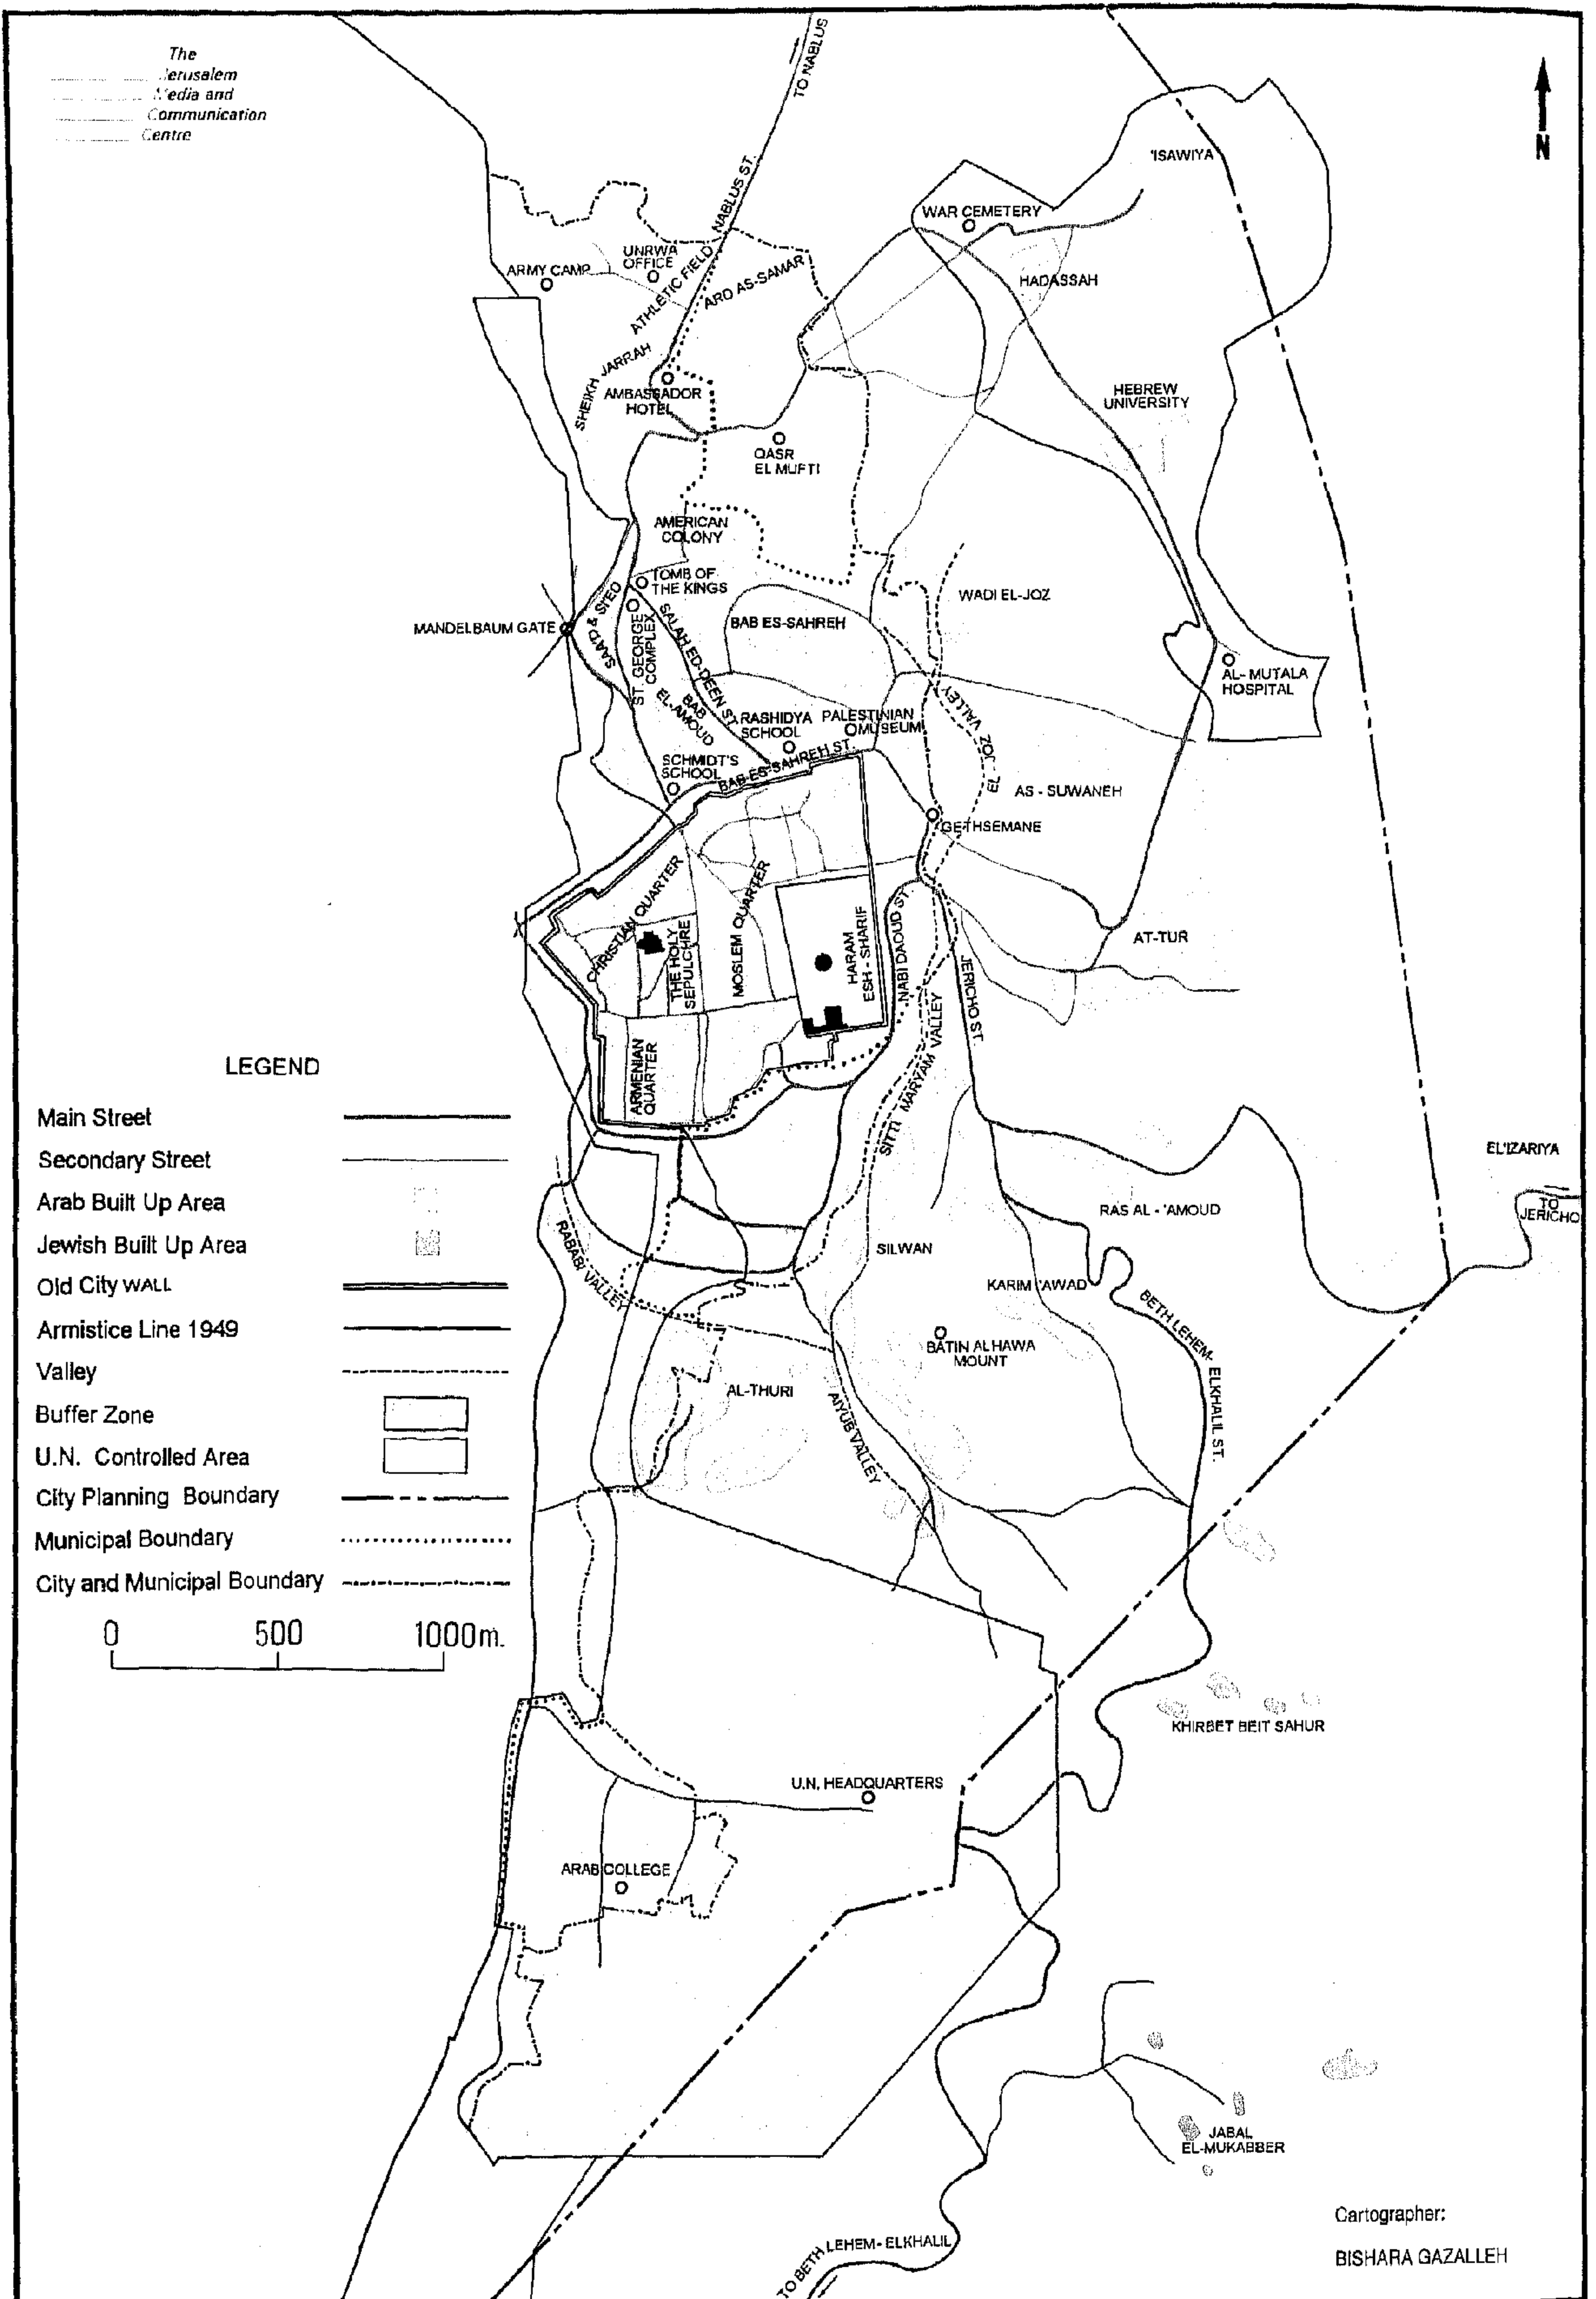 The
Jerusalem
Media and
Communication
Centre
N
TO NABLUS
NABLUS ST.
'ISAWIYA
WAR CEMETERY
UNRWA
OFFICE
ARMY CAMP
ATHLETIC FIELD
ARD AS-SAMAR
HADASSAH
SHEIKH JARRAH
AMBASSADOR
HOTEL
HEBREW
UNIVERSITY
QASR
EL MUFTI
AMERICAN
COLONY
TOMB OF
THE KINGS
WADI EL-JOZ
MANDELBAUM GATE
SAA'D & SIED
ST. GEORGE
COMPLEX
SALAH ED-DEEN ST.
BAB ES-SAHREH
AL- MUTALA
HOSPITAL
BAB
EL-AMOUD
RASHIDYA
SCHOOL
PALESTINIAN
MUSEUM
EL - JOZ VALLEY
SCHMIDT'S
SCHOOL
BAB-ES-SAHREH ST.
AS - SUWANEH
GETHSEMANE
CHRISTIAN QUARTER
THE HOLY
SEPULCHRE
MOSLEM QUARTER
HARAM
ESH - SHARIF
NABI DAOUD ST.
JERICHO ST.
AT-TUR
ARMENIAN
QUARTER
SITTI MARYAM VALLEY
LEGEND
Main Street
Secondary Street
Arab Built Up Area
Jewish Built Up Area
Old City WALL
Armistice Line 1949
Valley
Buffer Zone
U.N. Controlled Area
City Planning Boundary
Municipal Boundary
City and Municipal Boundary
0 500 1000m.
EL'IZARIYA
TO
JERICHO
RAS AL - 'AMOUD
RABABI VALLEY
SILWAN
KARIM 'AWAD
BETH LEHEM- ELKHALIL ST.
BATIN AL HAWA
MOUNT
AL-THURI
AIYUB VALLEY
KHIRBET BEIT SAHUR
U.N. HEADQUARTERS
ARAB COLLEGE
JABAL
EL-MUKABBER
TO BETH LEHEM - ELKHALIL
Cartographer:
BISHARA GAZALLEH